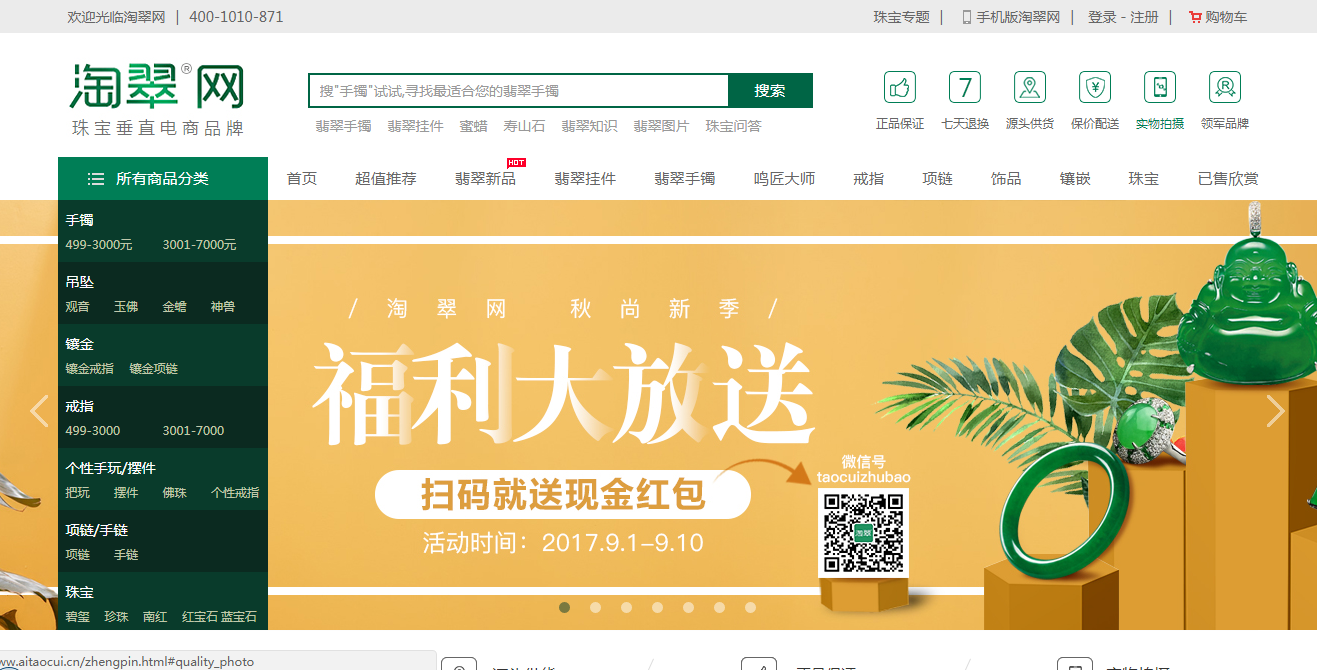 欢迎光临淘翠网 | 400-1010-871
珠宝专题 | 手机版淘翠网 | 登录 - 注册 | 购物车
淘翠®网
珠宝垂直电商品牌
搜"手镯"试试,寻找最适合您的翡翠手镯 搜索
翡翠手镯 翡翠挂件 蜜蜡 寿山石 翡翠知识 翡翠图片 珠宝问答
7
正品保证 七天退换 源头供货 保价配送 实物拍摄 领军品牌
HOT
所有商品分类 首页 超值推荐 翡翠新品 翡翠挂件 翡翠手镯 鸣匠大师 戒指 项链 饰品 镶嵌 珠宝 已售欣赏
手镯
499-3000元 3001-7000元
吊坠
观音 玉佛 金蟾 神兽
镶金
镶金戒指 镶金项链
戒指
499-3000 3001-7000
个性手玩/摆件
把玩 摆件 佛珠 个性戒指
项链/手链
项链 手链
珠宝
碧玺 珍珠 南红 红宝石 蓝宝石
/ 淘翠网 秋尚新季 /
福利大放送
扫码就送现金红包
活动时间：2017.9.1-9.10
微信号
taocuizhubao
淘翠
ww.aitaocui.cn/zhengpin.html#quality_photo